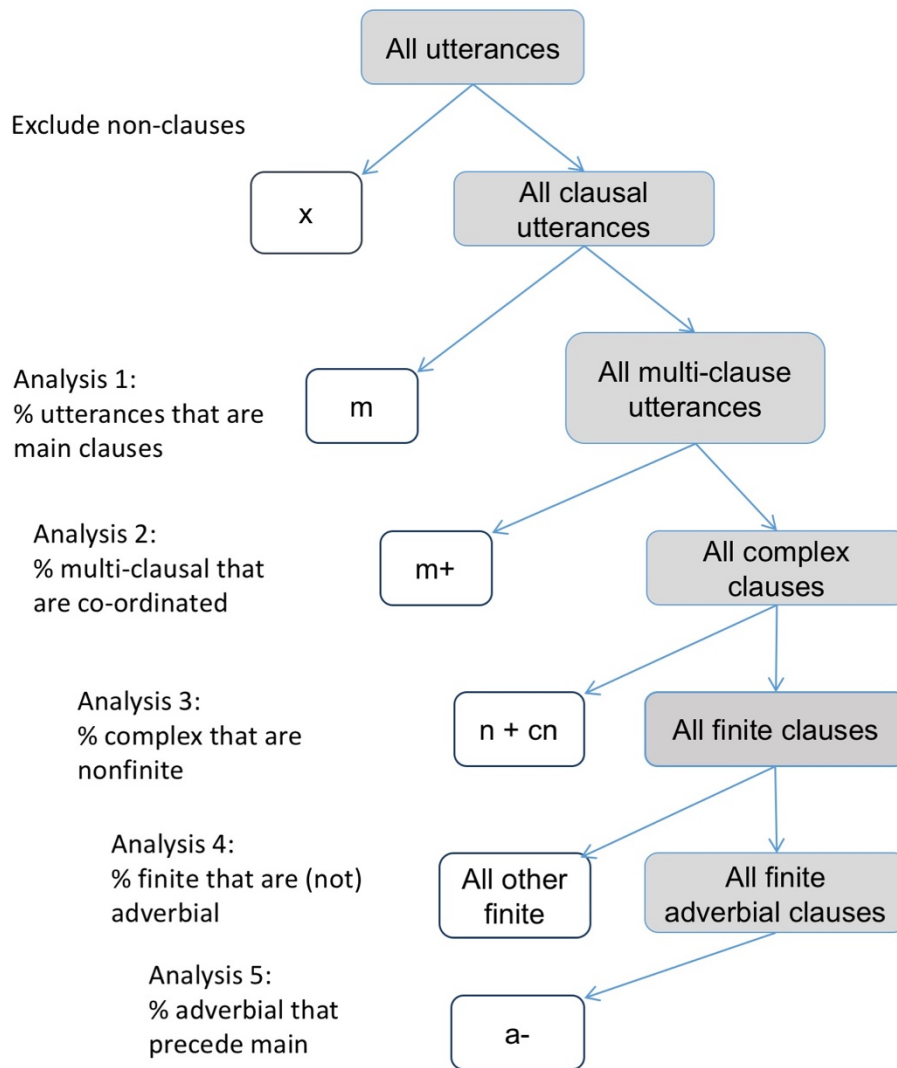 All utterances
Exclude non-clauses
x
All clausal
utterances
Analysis 1:
% utterances that are
main clauses
m
All multi-clause
utterances
Analysis 2:
% multi-clausal that
are co-ordinated
m+
All complex
clauses
Analysis 3:
% complex that are
nonfinite
n + cn
All finite clauses
Analysis 4:
% finite that are (not)
adverbial
All other
finite
All finite
adverbial clauses
Analysis 5:
% adverbial that
precede main
a-